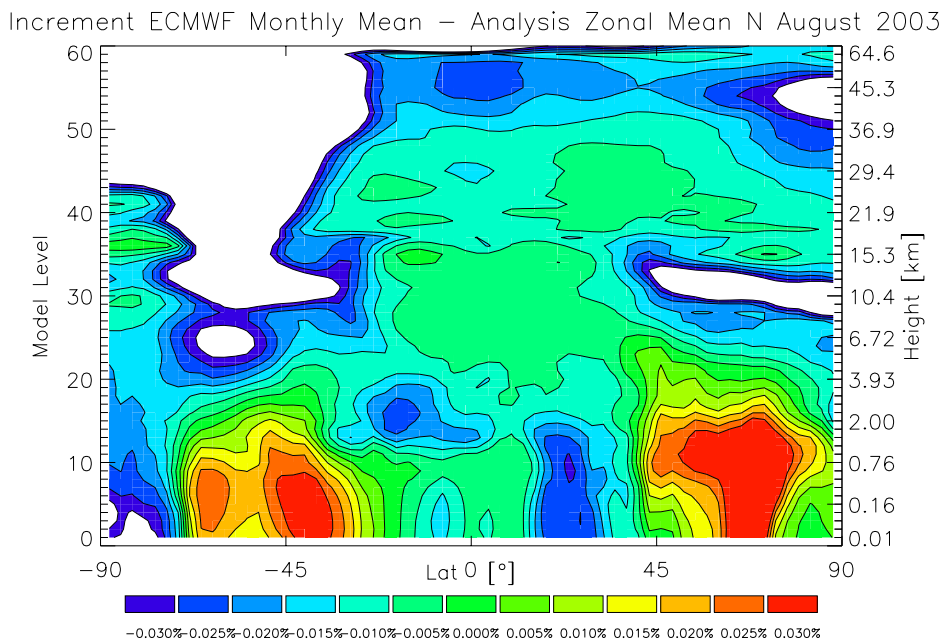 Increment ECMWF Monthly Mean – Analysis Zonal Mean N August 2003
60 64.6
45.3
50 36.9
29.4
40 21.9
15.3
30 10.4
6.72
20 3.93
2.00
10 0.76
0.16
0 0.01
Model Level
Height [km]
−90 −45 Lat 0 [°] 45 90
−0.030% −0.025% −0.020% −0.015% −0.010% −0.005% 0.000% 0.005% 0.010% 0.015% 0.020% 0.025% 0.030%